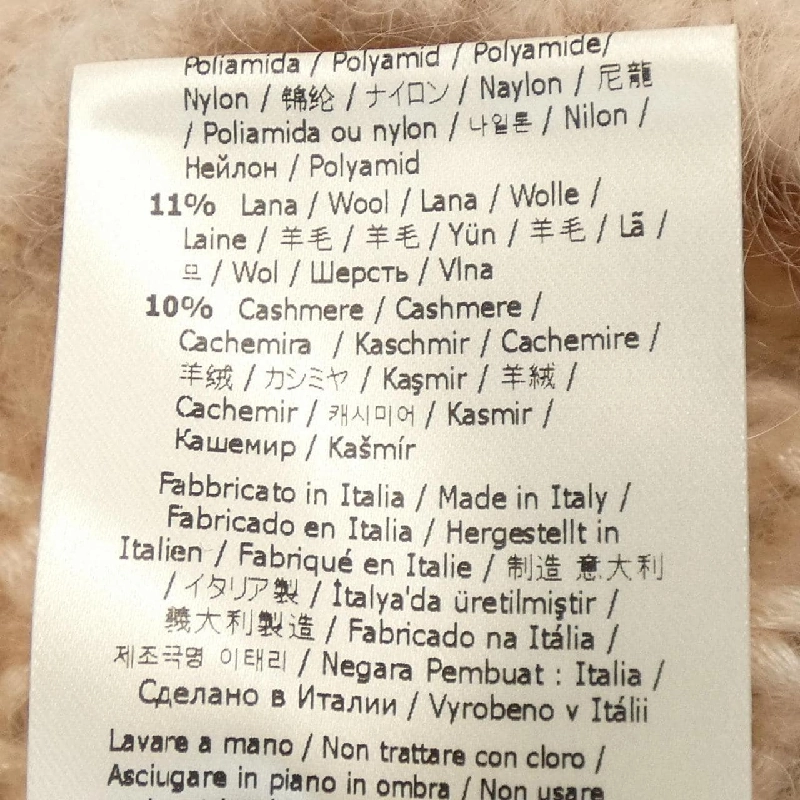 Poliamida / Polyamid / Polyamide/
Nylon / 锦纶 / ナイロン / Naylon / 尼龍
/ Poliamida ou nylon / 나일론 / Nilon /
Нейлон / Polyamid
11% Lana / Wool / Lana / Wolle /
Laine / 羊毛 / 羊毛 / Yün / 羊毛 / Lã /
모 / Wol / Шерсть / Vlna
10% Cashmere / Cashmere /
Cachemira / Kaschmir / Cachemire /
羊绒 / カシミヤ / Kaşmir / 羊絨 /
Cachemir / 캐시미어 / Kasmir /
Кашемир / Kašmír
Fabbricato in Italia / Made in Italy /
Fabricado en Italia / Hergestellt in
Italien / Fabriqué en Italie / 制造 意大利
/ イタリア製 / İtalya'da üretilmiştir /
義大利製造 / Fabricado na Itália /
제조국명 이태리 / Negara Pembuat : Italia /
Сделано в Италии / Vyrobeno v Itálii
Lavare a mano / Non trattare con cloro /
Asciugare in piano in ombra / Non usare